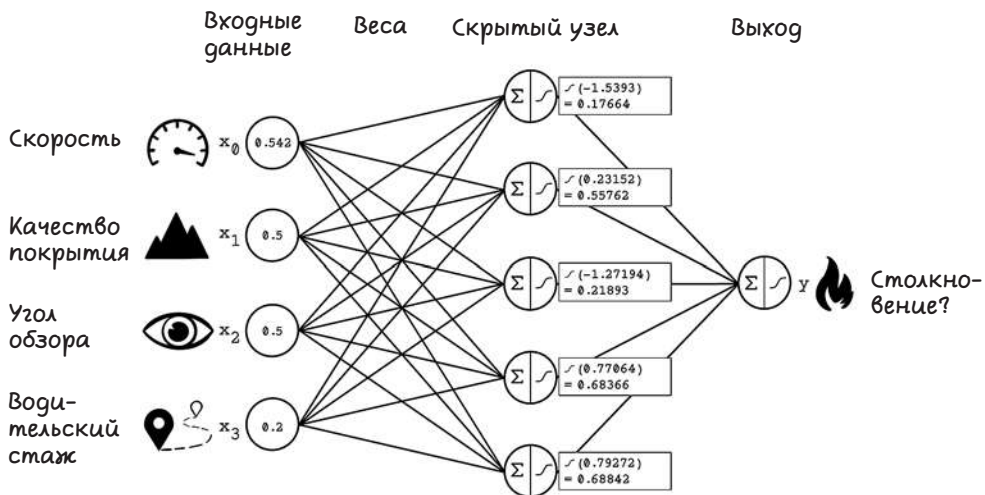 Входные
данные
Веса
Скрытый узел
Выход
Скорость
x0
0.542
Качество
покрытия
x1
0.5
Угол
обзора
x2
0.5
Води-
тельский
стаж
x3
0.2
Σ
(-1.5393)
= 0.17664
Σ
(0.23152)
= 0.55762
Σ
(-1.27194)
= 0.21893
Σ
(0.77064)
= 0.68366
Σ
(0.79272)
= 0.68842
Σ
y
Столкно-
вение?